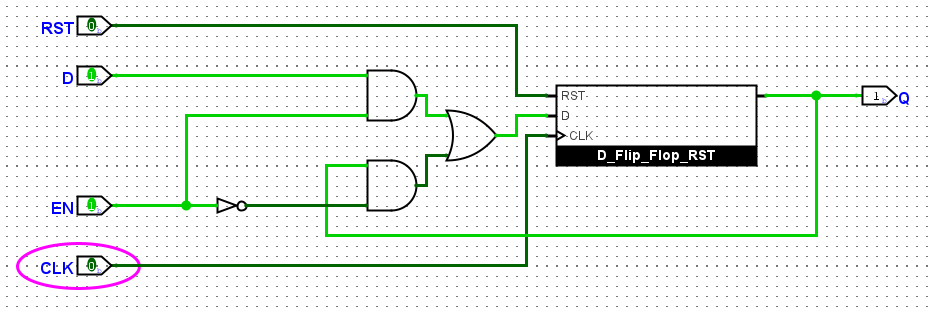 RST 0
D 1
EN 1
CLK 0
RST
D
CLK
D_Flip_Flop_RST
1 Q